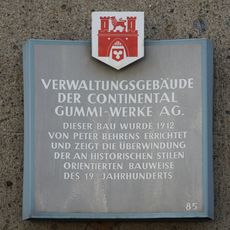 VERWALTUNGSGEBÄUDE
DER CONTINENTAL
GUMMI-WERKE AG.
DIESER BAU WURDE 1912
VON PETER BEHRENS ERRICHTET
UND ZEIGT DIE ÜBERWINDUNG
DER AN HISTORISCHEN STILEN
ORIENTIERTEN BAUWEISE
DES 19. JAHRHUNDERTS
85